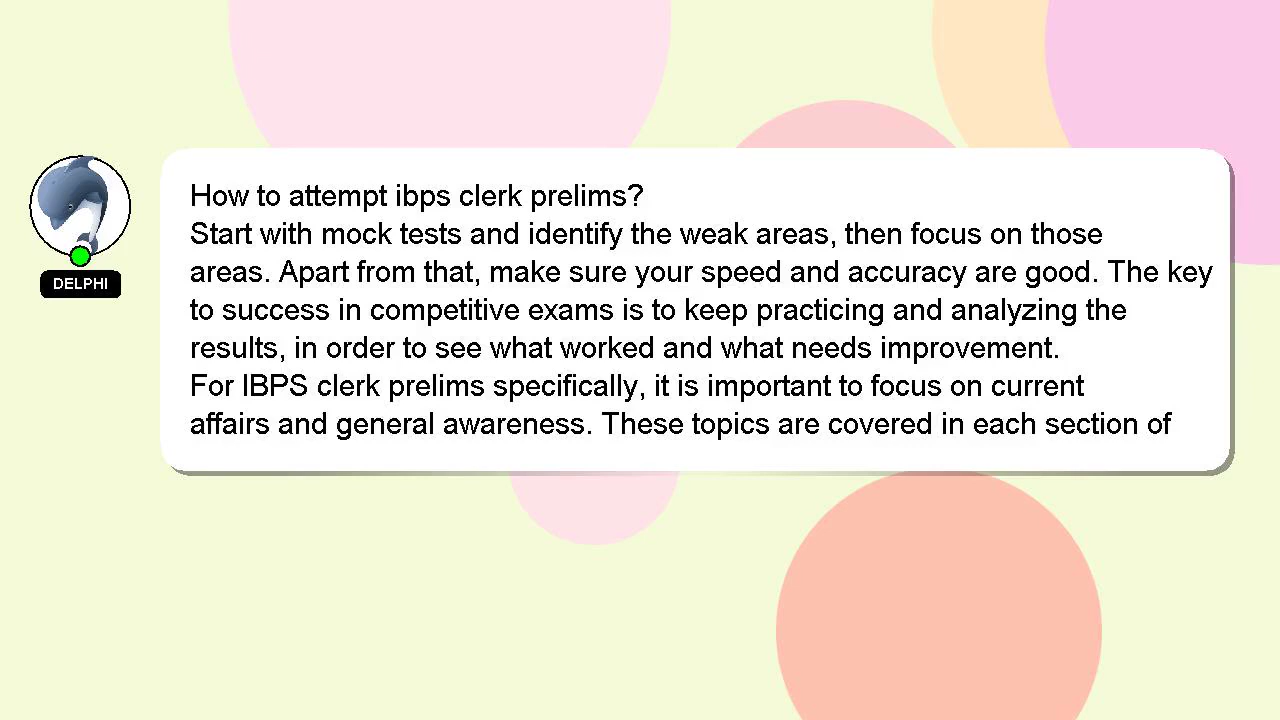 How to attempt ibps clerk prelims?
Start with mock tests and identify the weak areas, then focus on those
areas. Apart from that, make sure your speed and accuracy are good. The key
to success in competitive exams is to keep practicing and analyzing the
results, in order to see what worked and what needs improvement.
For IBPS clerk prelims specifically, it is important to focus on current
affairs and general awareness. These topics are covered in each section of
DELPHI